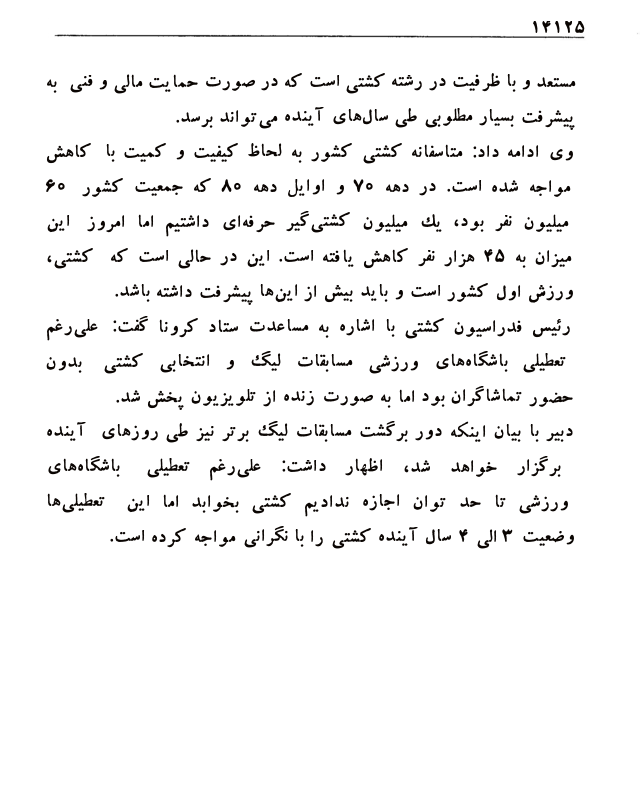 ۱۴۱۲۵
مستعد و با ظرفیت در رشته کشتی است که در صورت حمایت مالی و فنی به
پیشرفت بسیار مطلوبی طی سال‌های آینده می‌تواند برسد.
وی ادامه داد: متاسفانه کشتی کشور به لحاظ کیفیت و کمیت با کاهش
مواجه شده است. در دهه ۷۰ و اوایل دهه ۸۰ که جمعیت کشور ۶۰
میلیون نفر بود، یك میلیون کشتی‌گیر حرفه‌ای داشتیم اما امروز این
میزان به ۴۵ هزار نفر کاهش یافته است. این در حالی است که کشتی،
ورزش اول کشور است و باید بیش از این‌ها پیشرفت داشته باشد.
رئیس فدراسیون کشتی با اشاره به مساعدت ستاد کرونا گفت: علی‌رغم
تعطیلی باشگاه‌های ورزشی مسابقات لیگ و انتخابی کشتی بدون
حضور تماشاگران بود اما به صورت زنده از تلویزیون پخش شد.
دبیر با بیان اینکه دور برگشت مسابقات لیگ برتر نیز طی روزهای آینده
برگزار خواهد شد، اظهار داشت: علی‌رغم تعطیلی باشگاه‌های
ورزشی تا حد توان اجازه ندادیم کشتی بخوابد اما این تعطیلی‌ها
وضعیت ۳ الی ۴ سال آینده کشتی را با نگرانی مواجه کرده است.